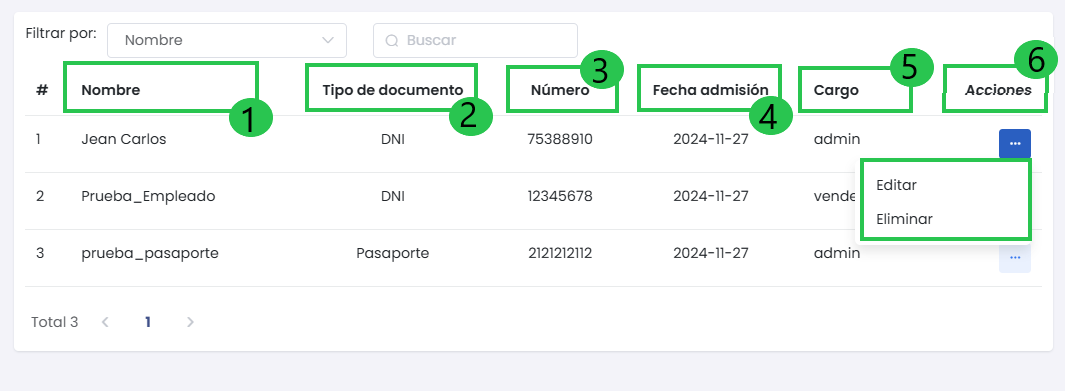 Filtrar por: Nombre Buscar
# Nombre Tipo de documento Número Fecha admisión Cargo Acciones
1 2 3 4 5 6
1 Jean Carlos DNI 75388910 2024-11-27 admin ...
2 Prueba_Empleado DNI 12345678 2024-11-27 vende
Editar
Eliminar
3 prueba_pasaporte Pasaporte 2121212112 2024-11-27 admin ...
Total 3 < 1 >